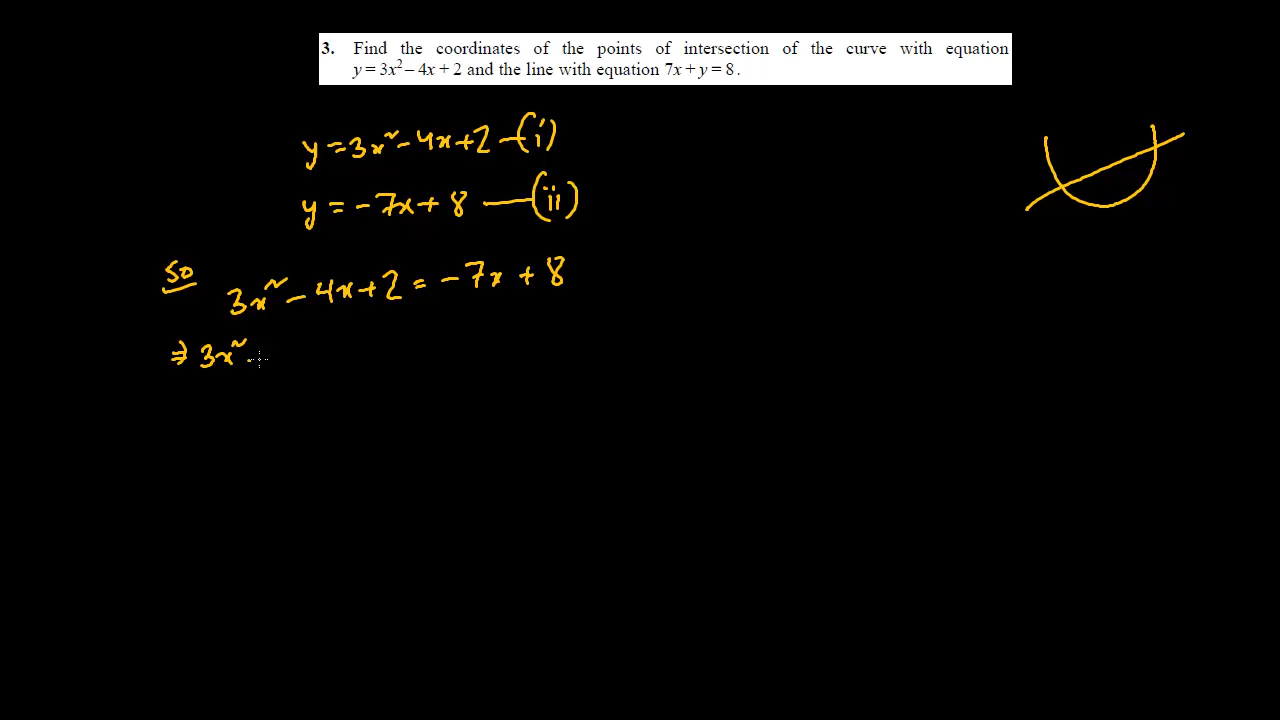 3. Find the coordinates of the points of intersection of the curve with equation
y = 3x² – 4x + 2 and the line with equation 7x + y = 8.
y = 3x² - 4x + 2 —(i)
y = -7x + 8 —(ii)
So 3x² - 4x + 2 = -7x + 8
⇒ 3x² -